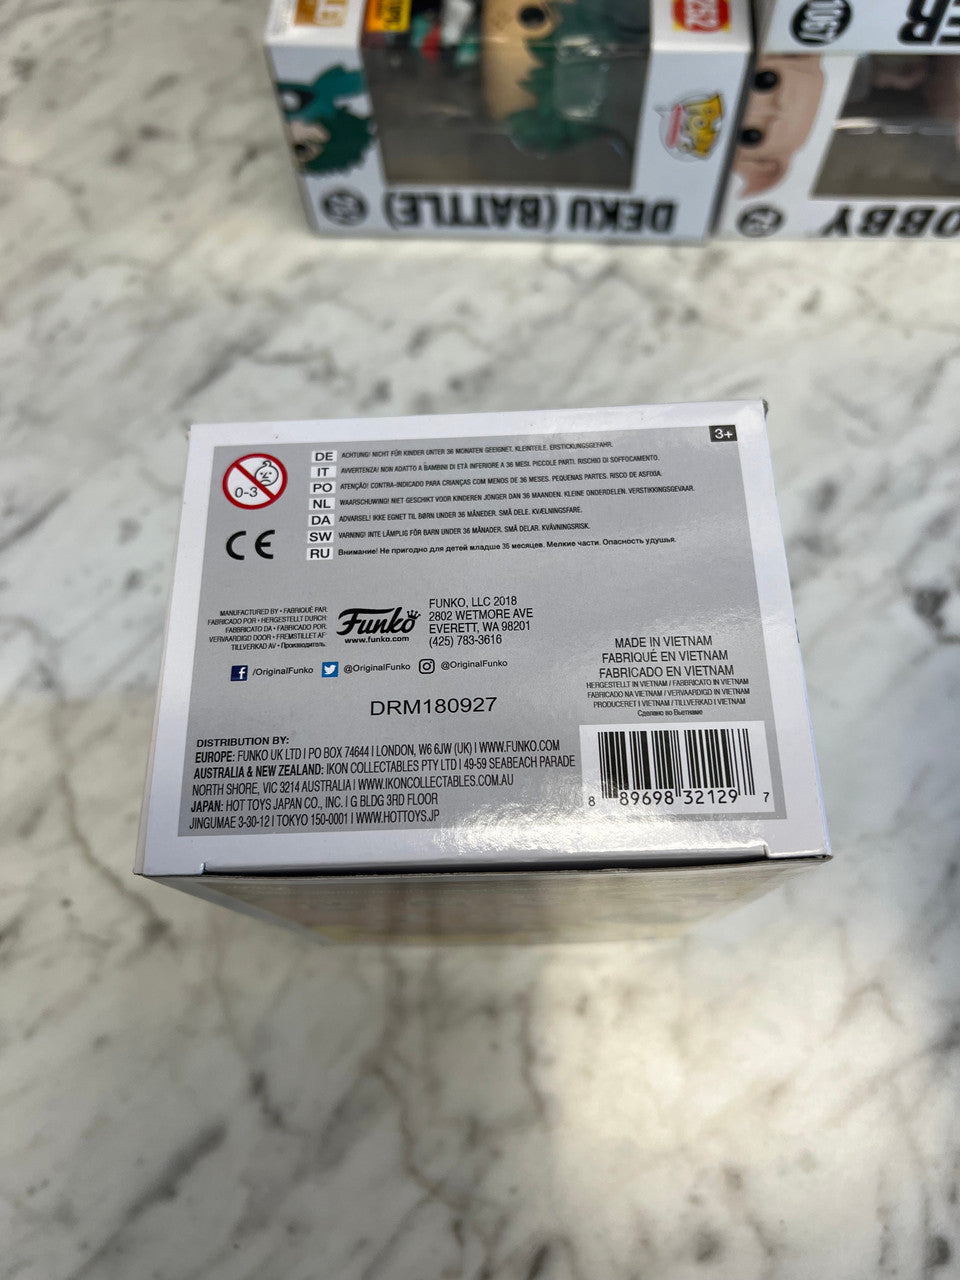 DEKU (BATTLE)
252
1057
OBBY
3+
0-3
DE ACHTUNG! NICHT FÜR KINDER UNTER 36 MONATEN GEEIGNET. KLEINTEILE. ERSTICKUNGSGEFAHR.
IT AVVERTENZA! NON ADATTO A BAMBINI DI ETÀ INFERIORE A 36 MESI. PICCOLE PARTI. RISCHIO DI SOFFOCAMENTO.
PO ATENÇÃO! CONTRA-INDICADO PARA CRIANÇAS COM MENOS DE 36 MESES. PEQUENAS PARTES. RISCO DE ASFIXIA.
NL WAARSCHUWING! NIET GESCHIKT VOOR KINDEREN JONGER DAN 36 MAANDEN. KLEINE ONDERDELEN. VERSTIKKINGSGEVAAR.
DA ADVARSEL! IKKE EGNET TIL BØRN UNDER 36 MÅNEDER. SMÅ DELE. KVÆLNINGSFARE.
SW VARNING! INTE LÄMPLIG FÖR BARN UNDER 36 MÅNADER. SMÅ DELAR. KVÄVNINGSRISK.
RU Внимание! Не пригодно для детей младше 36 месяцев. Мелкие части. Опасность удушья.
CE
MANUFACTURED BY • FABRIQUÉ PAR
FABRICADO POR • HERGESTELLT DURCH
FABBRICATO DA • FABRICADO POR
VERVAARDIGD DOOR • FREMSTILLET AF
TILLVERKAD AV • Производитель.
Funko
www.funko.com
FUNKO, LLC 2018
2802 WETMORE AVE
EVERETT, WA 98201
(425) 783-3616
/OriginalFunko @OriginalFunko @OriginalFunko
DRM180927
MADE IN VIETNAM
FABRIQUÉ EN VIETNAM
FABRICADO EN VIETNAM
HERGESTELLT IN VIETNAM / FABBRICATO IN VIETNAM
FABRICADO NA VIETNAM / VERVAARDIGD IN VIETNAM
PRODUCERET I VIETNAM / TILLVERKAD I VIETNAM
Сделано во Вьетнаме
DISTRIBUTION BY:
EUROPE: FUNKO UK LTD | PO BOX 74644 | LONDON, W6 6JW (UK) | WWW.FUNKO.COM
AUSTRALIA & NEW ZEALAND: IKON COLLECTABLES PTY LTD | 49-59 SEABEACH PARADE
NORTH SHORE, VIC 3214 AUSTRALIA | WWW.IKONCOLLECTABLES.COM.AU
JAPAN: HOT TOYS JAPAN CO., INC. | G BLDG 3RD FLOOR
JINGUMAE 3-30-12 | TOKYO 150-0001 | WWW.HOTTOYS.JP
8 89698 32129 7